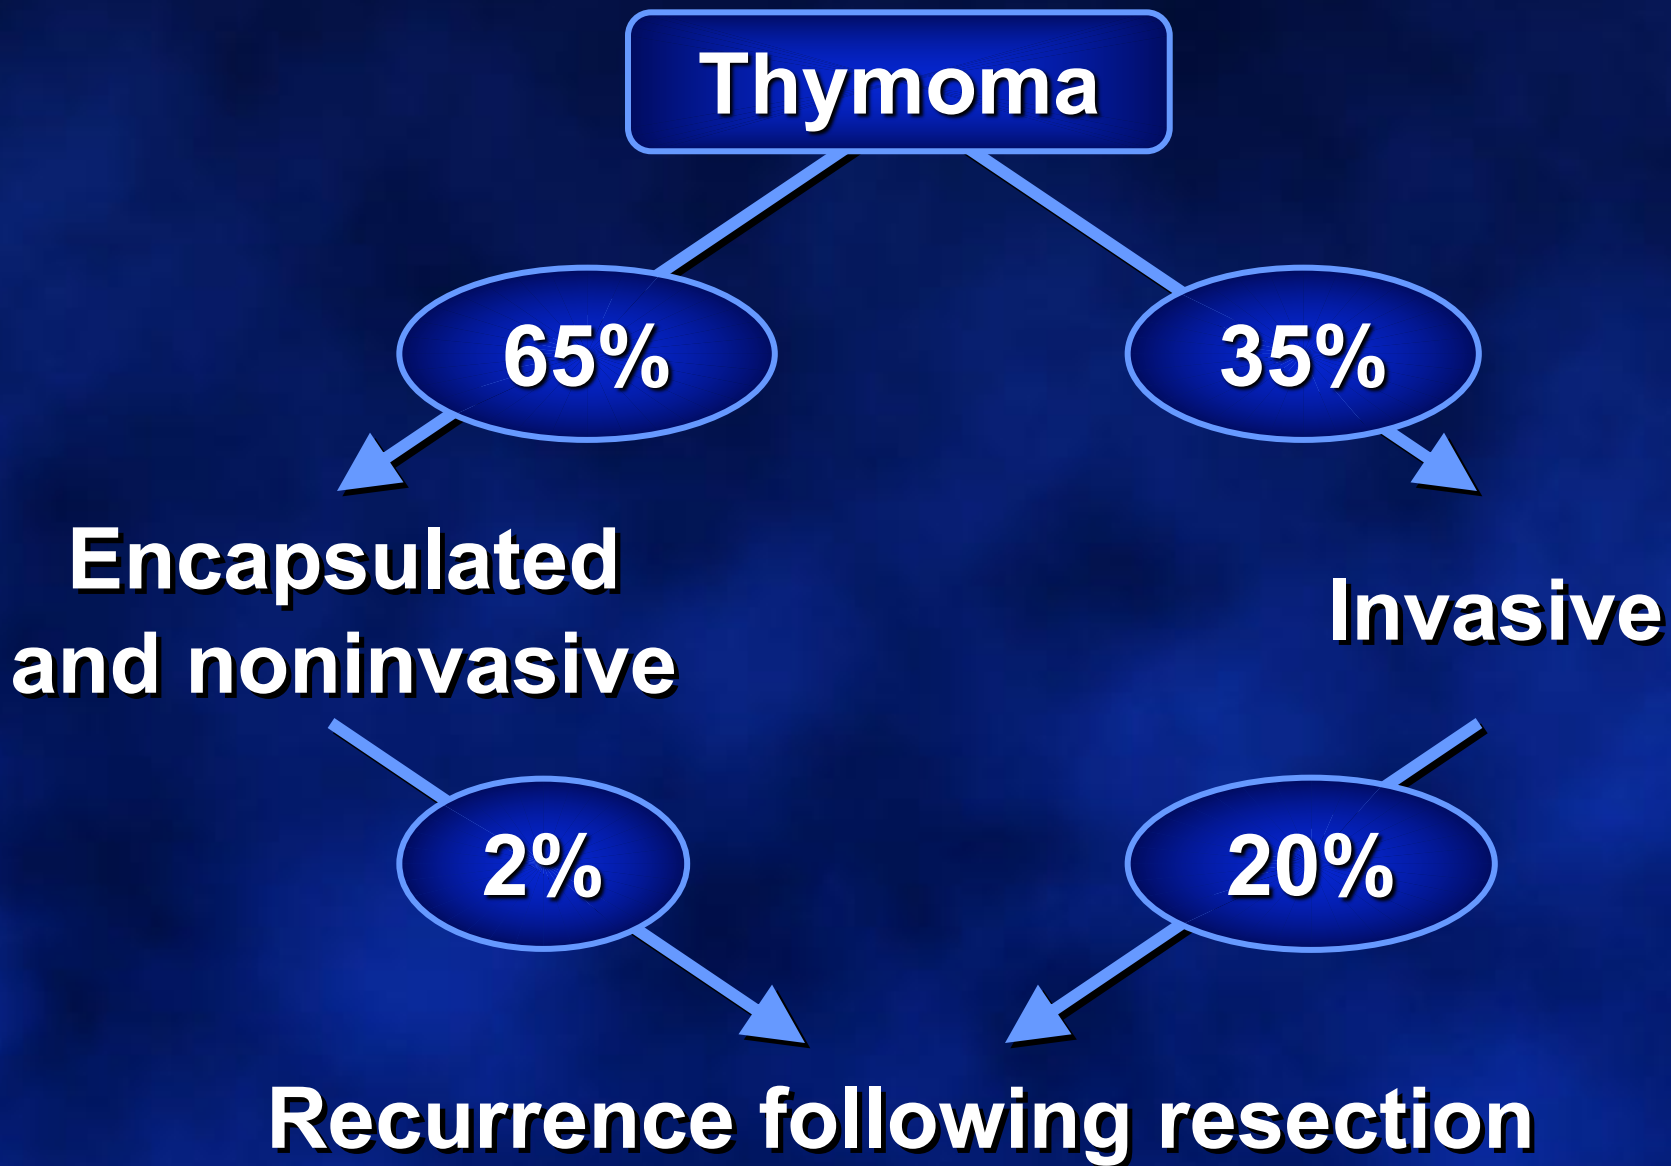 Thymoma
65%
35%
Encapsulated
and noninvasive
Invasive
2%
20%
Recurrence following resection